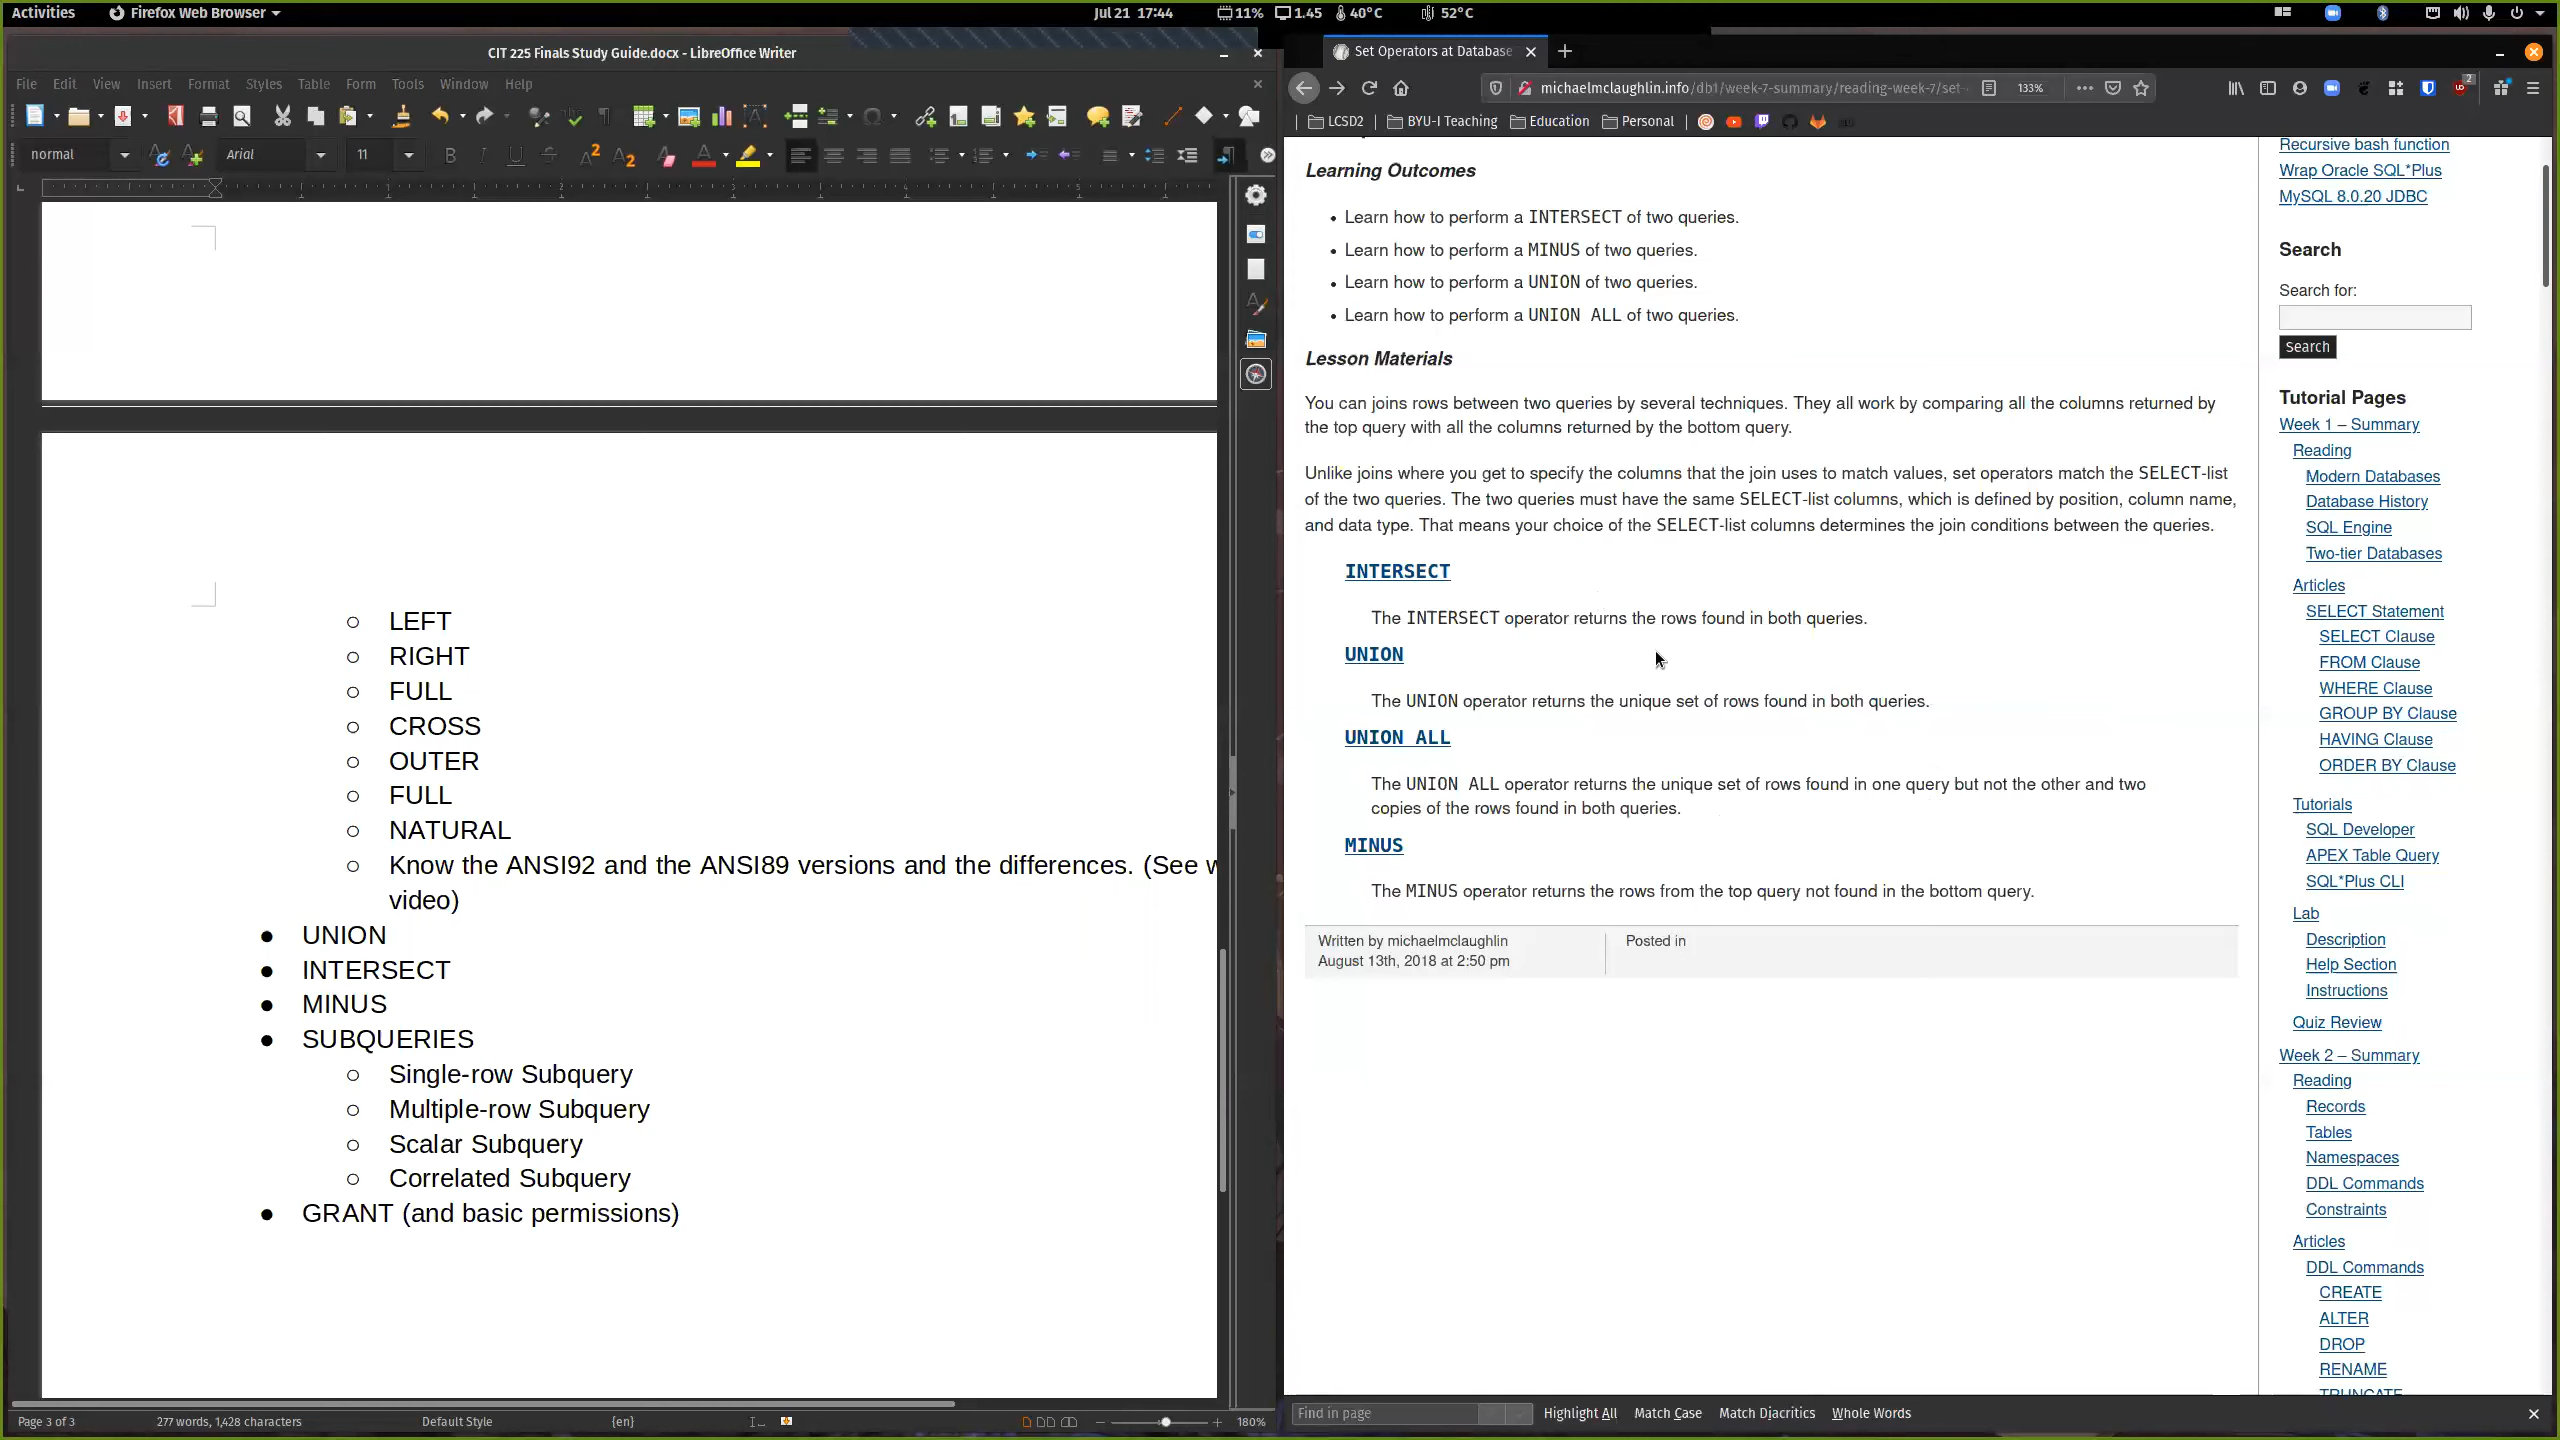 Activities Firefox Web Browser Jul 21 17:44 11% 1.45 40°C 52°C
CIT 225 Finals Study Guide.docx - LibreOffice Writer
File Edit View Insert Format Styles Table Form Tools Window Help
normal Arial 11
LEFT
RIGHT
FULL
CROSS
OUTER
FULL
NATURAL
Know the ANSI92 and the ANSI89 versions and the differences. (See
video)
UNION
INTERSECT
MINUS
SUBQUERIES
Single-row Subquery
Multiple-row Subquery
Scalar Subquery
Correlated Subquery
GRANT (and basic permissions)
Page 3 of 3 277 words, 1,428 characters Default Style {en} 180%
Set Operators at Database
michaelmclaughlin.info/db1/week-7-summary/reading-week-7/set- 133% 2
LCSD2 BYU-I Teaching Education Personal
Learning Outcomes
Learn how to perform a INTERSECT of two queries.
Learn how to perform a MINUS of two queries.
Learn how to perform a UNION of two queries.
Learn how to perform a UNION ALL of two queries.
Lesson Materials
You can joins rows between two queries by several techniques. They all work by comparing all the columns returned by
the top query with all the columns returned by the bottom query.
Unlike joins where you get to specify the columns that the join uses to match values, set operators match the SELECT-list
of the two queries. The two queries must have the same SELECT-list columns, which is defined by position, column name,
and data type. That means your choice of the SELECT-list columns determines the join conditions between the queries.
INTERSECT
The INTERSECT operator returns the rows found in both queries.
UNION
The UNION operator returns the unique set of rows found in both queries.
UNION ALL
The UNION ALL operator returns the unique set of rows found in one query but not the other and two
copies of the rows found in both queries.
MINUS
The MINUS operator returns the rows from the top query not found in the bottom query.
Written by michaelmclaughlin
August 13th, 2018 at 2:50 pm
Posted in
Recursive bash function
Wrap Oracle SQL*Plus
MySQL 8.0.20 JDBC
Search
Search for:
Search
Tutorial Pages
Week 1 – Summary
Reading
Modern Databases
Database History
SQL Engine
Two-tier Databases
Articles
SELECT Statement
SELECT Clause
FROM Clause
WHERE Clause
GROUP BY Clause
HAVING Clause
ORDER BY Clause
Tutorials
SQL Developer
APEX Table Query
SQL*Plus CLI
Lab
Description
Help Section
Instructions
Quiz Review
Week 2 – Summary
Reading
Records
Tables
Namespaces
DDL Commands
Constraints
Articles
DDL Commands
CREATE
ALTER
DROP
RENAME
TRUNCATE
Find in page Highlight All Match Case Match Diacritics Whole Words